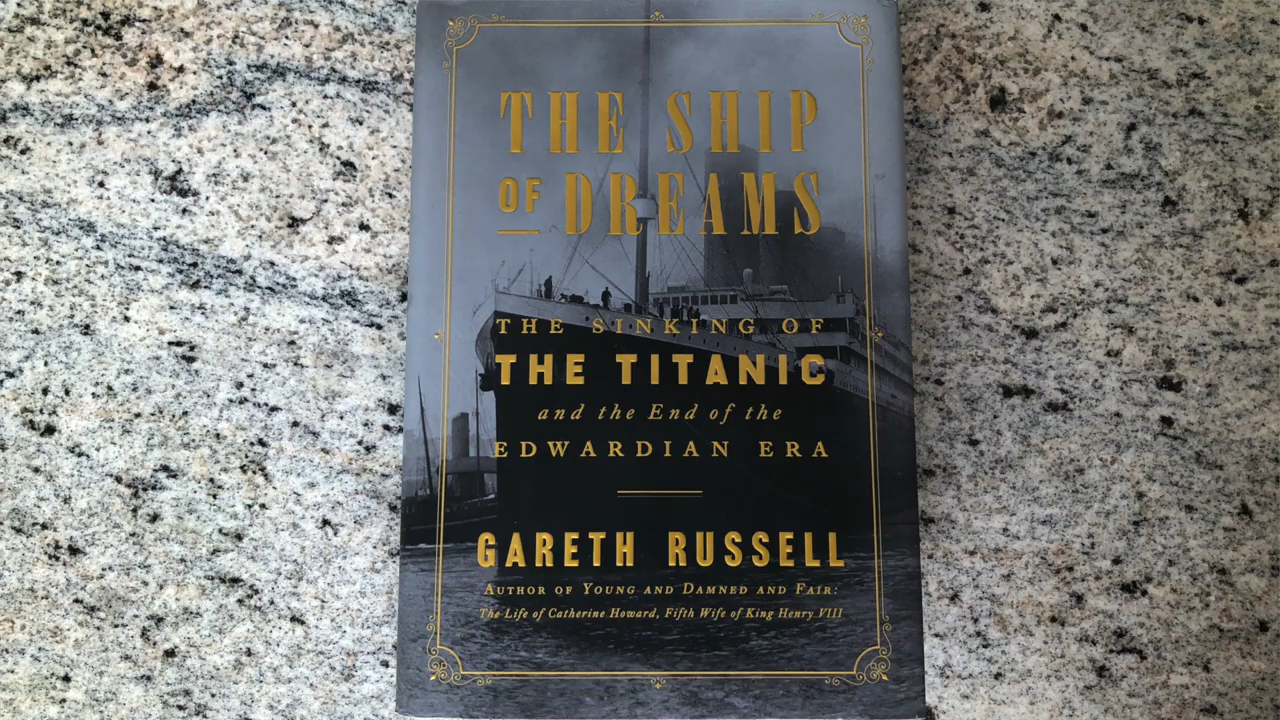 THE SHIP
OF DREAMS
THE SINKING OF
THE TITANIC
and the End of the
EDWARDIAN ERA
GARETH RUSSELL
AUTHOR OF YOUNG AND DAMNED AND FAIR:
The Life of Catherine Howard, Fifth Wife of King Henry VIII